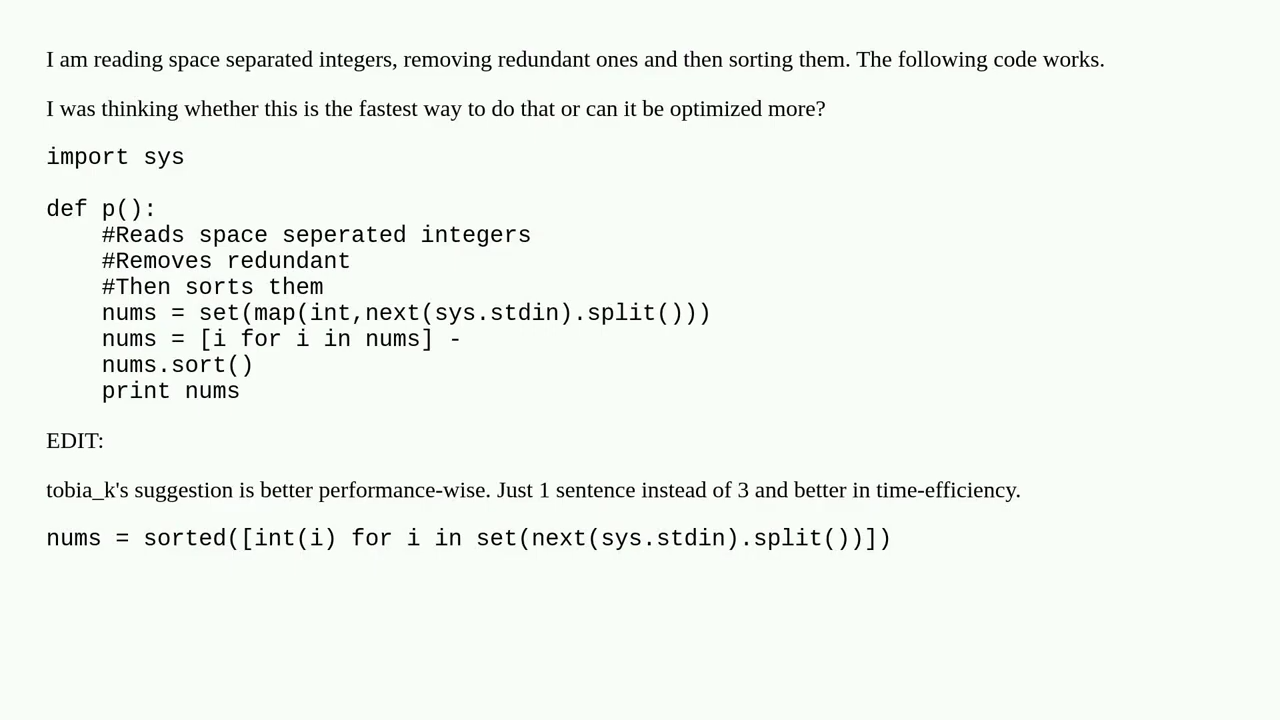 I am reading space separated integers, removing redundant ones and then sorting them. The following code works.
I was thinking whether this is the fastest way to do that or can it be optimized more?
import sys
def p():
    #Reads space seperated integers
    #Removes redundant
    #Then sorts them
    nums = set(map(int,next(sys.stdin).split()))
    nums = [i for i in nums] -
    nums.sort()
    print nums
EDIT:
tobia_k's suggestion is better performance-wise. Just 1 sentence instead of 3 and better in time-efficiency.
nums = sorted([int(i) for i in set(next(sys.stdin).split())])